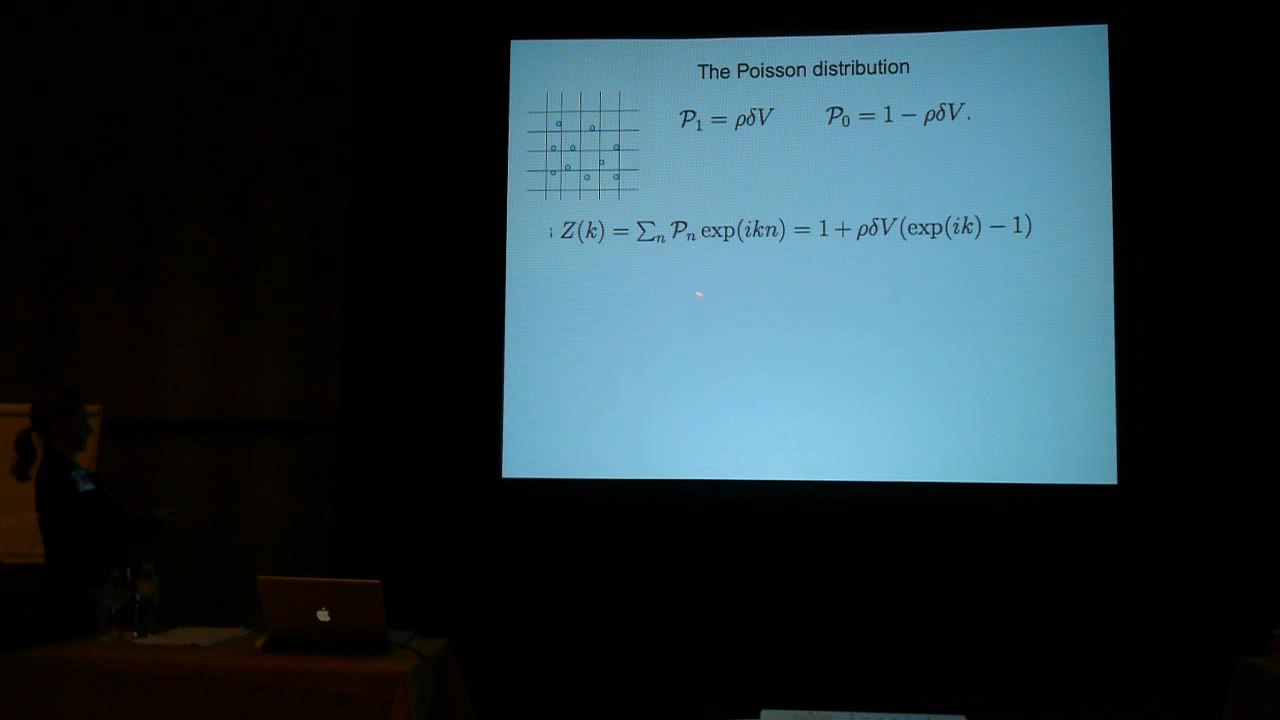 The Poisson distribution
𝒫₁ = ρδV 𝒫₀ = 1 − ρδV.
Z(k) = ∑ₙ 𝒫ₙ exp(ikn) = 1 + ρδV(exp(ik) − 1)